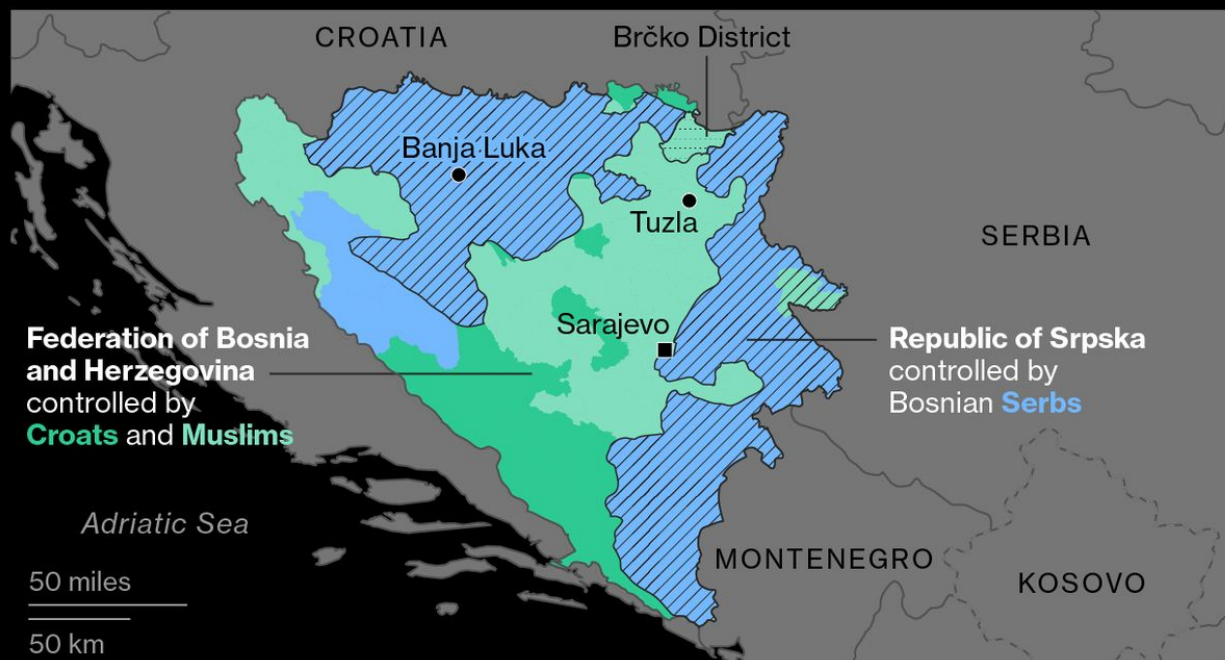 CROATIA
Brčko District
Banja Luka
Tuzla
SERBIA
Sarajevo
Federation of Bosnia
and Herzegovina
controlled by
Croats and Muslims
Republic of Srpska
controlled by
Bosnian Serbs
Adriatic Sea
MONTENEGRO
KOSOVO
50 miles
50 km